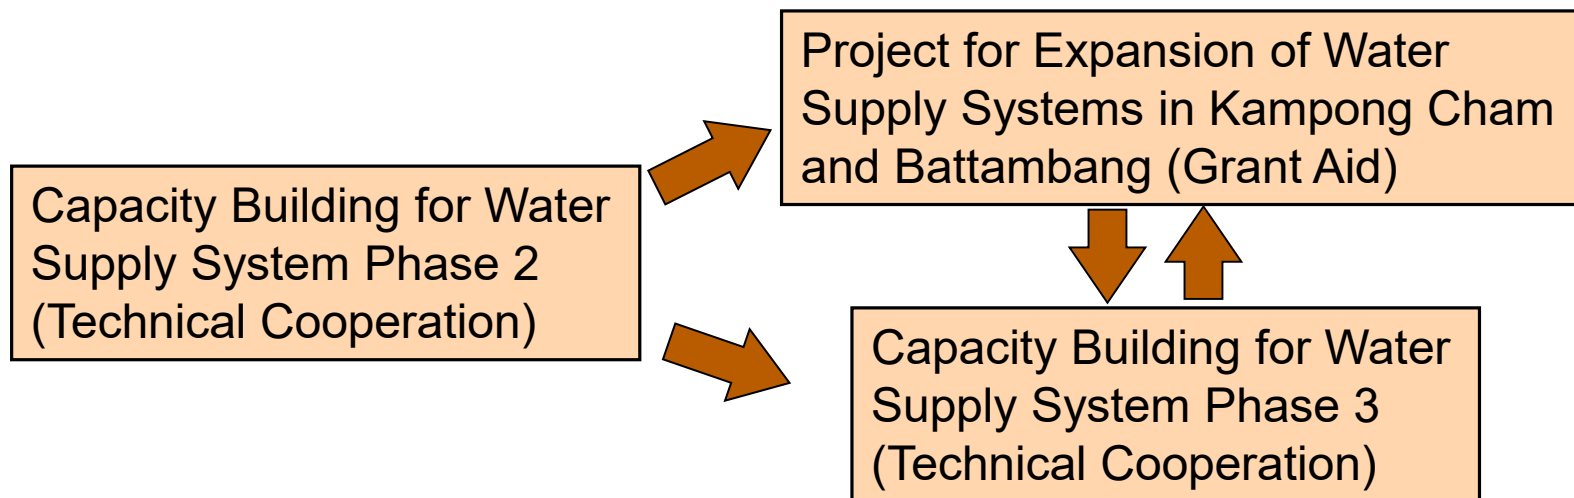 Project for Expansion of Water
Supply Systems in Kampong Cham
and Battambang (Grant Aid)
Capacity Building for Water
Supply System Phase 2
(Technical Cooperation)
Capacity Building for Water
Supply System Phase 3
(Technical Cooperation)